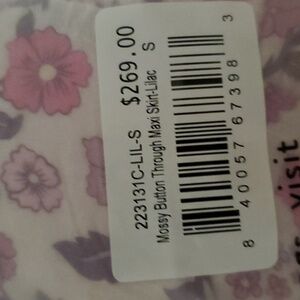 $269.00
223131C-LIL-S
Mossy Button Through Maxi Skirt-Lilac S
8 40057 67398 3
visit